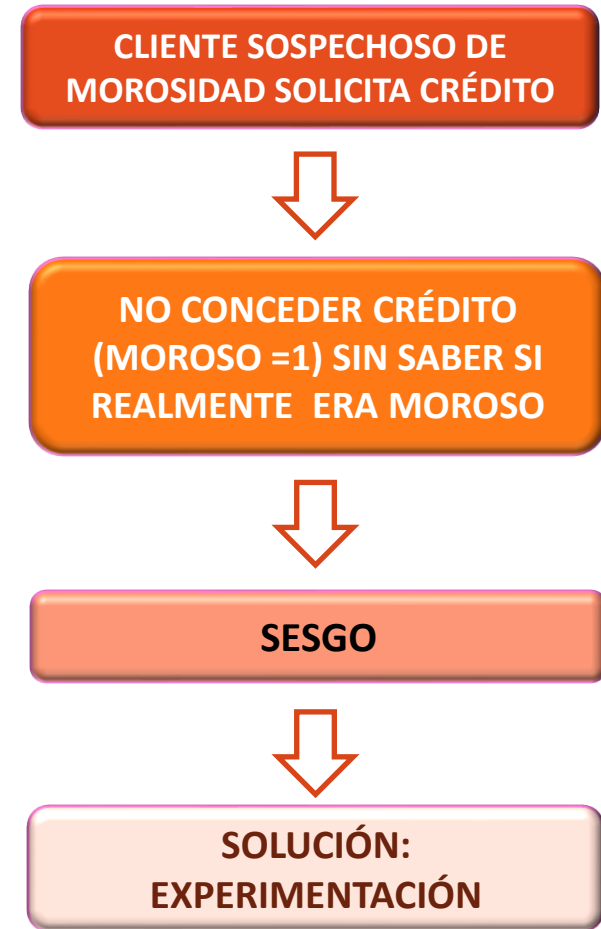 CLIENTE SOSPECHOSO DE
MOROSIDAD SOLICITA CRÉDITO
NO CONCEDER CRÉDITO
(MOROSO =1) SIN SABER SI
REALMENTE ERA MOROSO
SESGO
SOLUCIÓN:
EXPERIMENTACIÓN